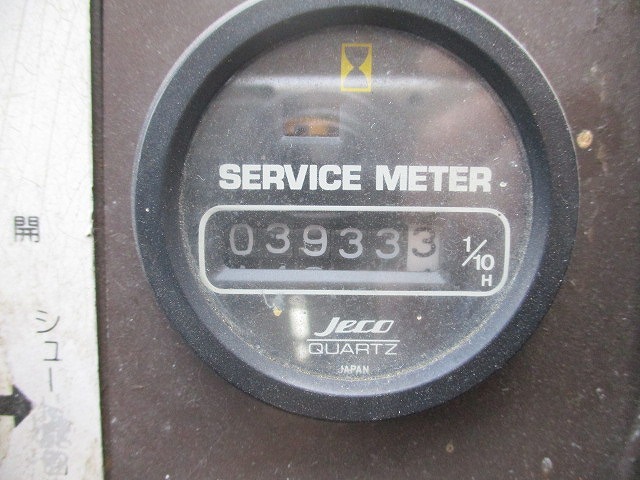 SERVICE METER
039333
1/10
H
Jeco
QUARTZ
JAPAN
開
シュー